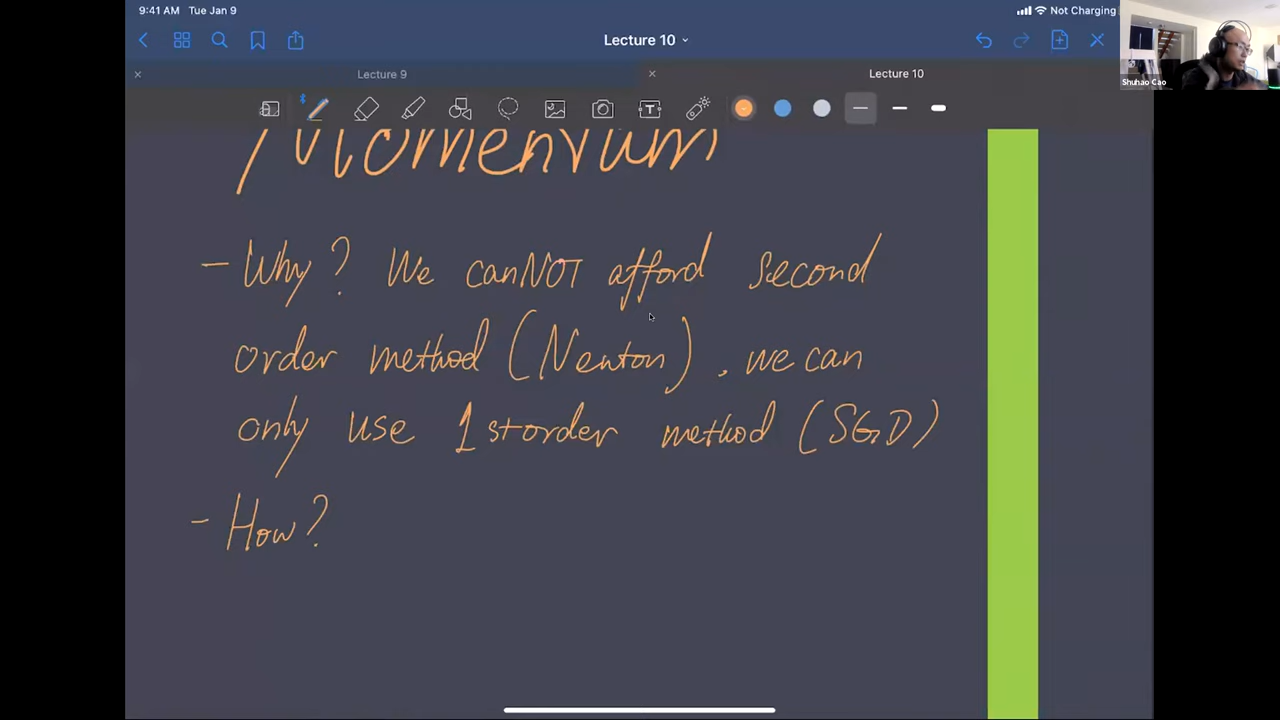 9:41 AM Tue Jan 9
Not Charging
Lecture 10
Shuhao Cao
Lecture 9
Lecture 10
Momentum
- Why? We canNOT afford second
order method (Newton), we can
only use 1st order method (SGD)
- How?